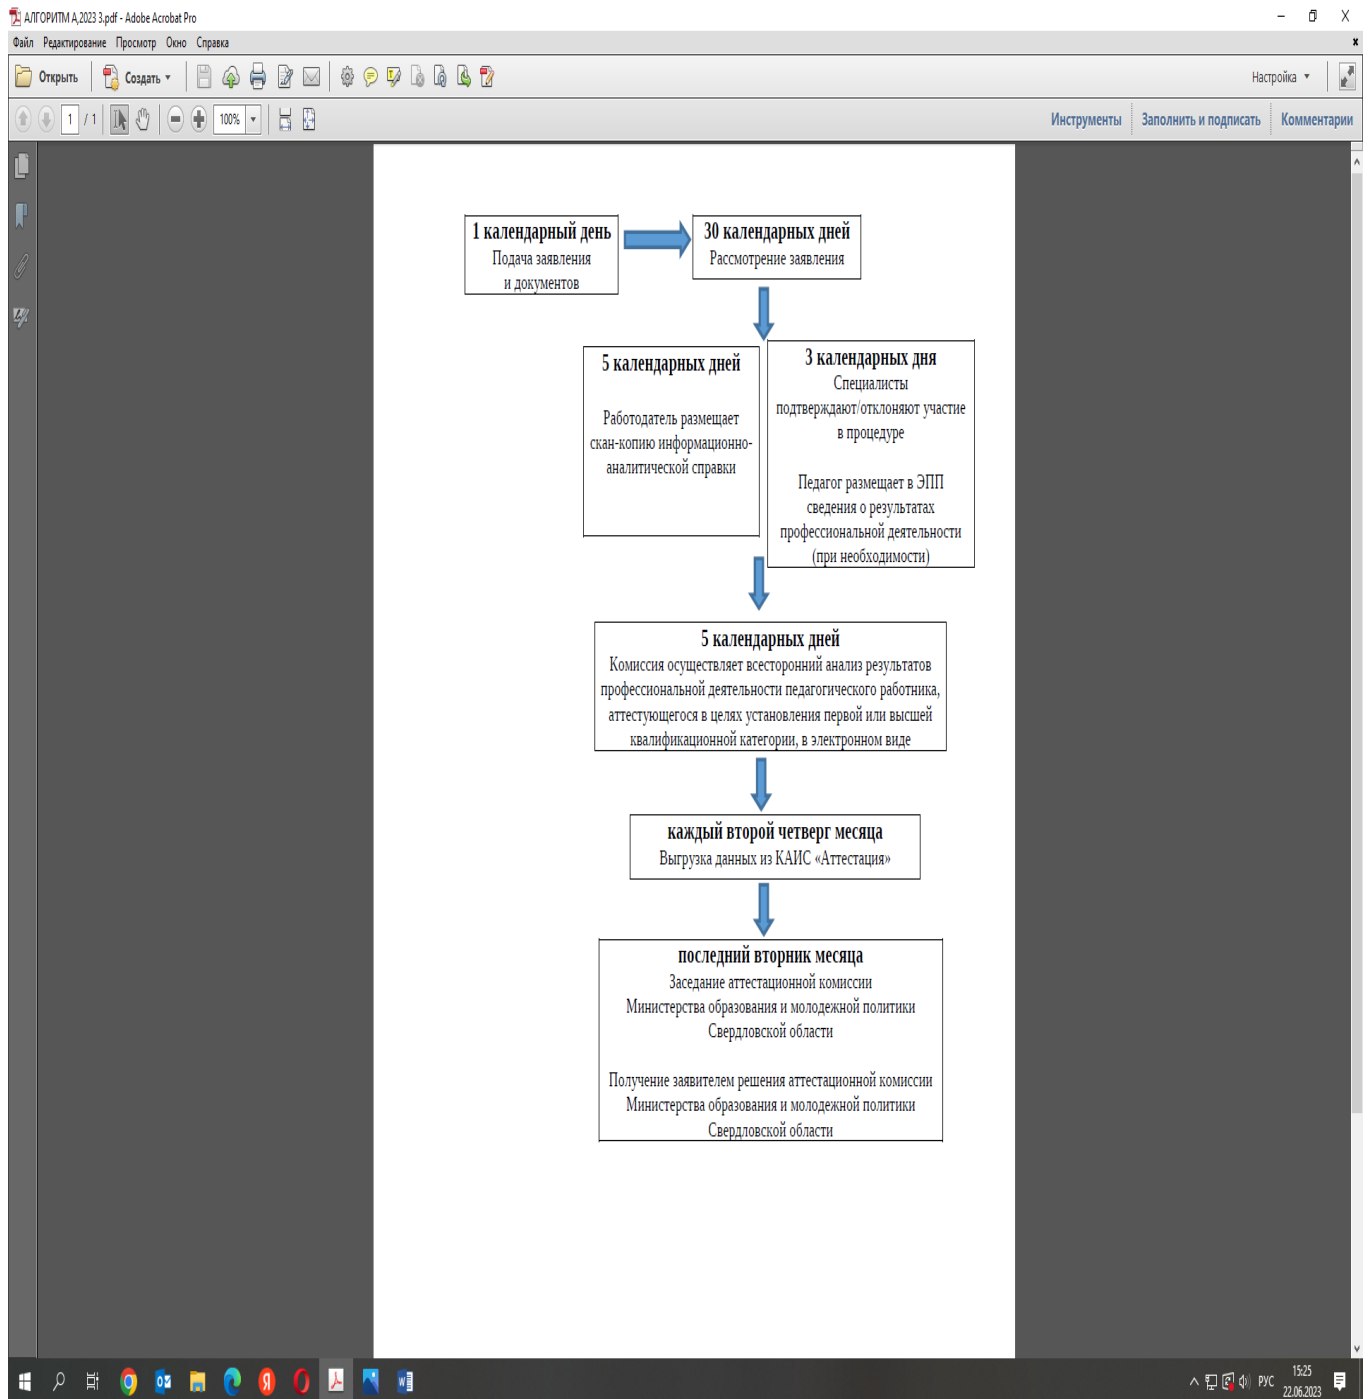 АЛГОРИТМ А,2023 3.pdf - Adobe Acrobat Pro
Файл Редактирование Просмотр Окно Справка
Открыть Создать
Настройка
1 / 1 100%
Инструменты Заполнить и подписать Комментарии
1 календарный день
Подача заявления
и документов
30 календарных дней
Рассмотрение заявления
5 календарных дней
Работодатель размещает
скан-копию информационно-
аналитической справки
3 календарных дня
Специалисты
подтверждают/отклоняют участие
в процедуре
Педагог размещает в ЭПП
сведения о результатах
профессиональной деятельности
(при необходимости)
5 календарных дней
Комиссия осуществляет всесторонний анализ результатов
профессиональной деятельности педагогического работника,
аттестующегося в целях установления первой или высшей
квалификационной категории, в электронном виде
каждый второй четверг месяца
Выгрузка данных из КАИС «Аттестация»
последний вторник месяца
Заседание аттестационной комиссии
Министерства образования и молодежной политики
Свердловской области
Получение заявителем решения аттестационной комиссии
Министерства образования и молодежной политики
Свердловской области
РУС
15:25
22.06.2023